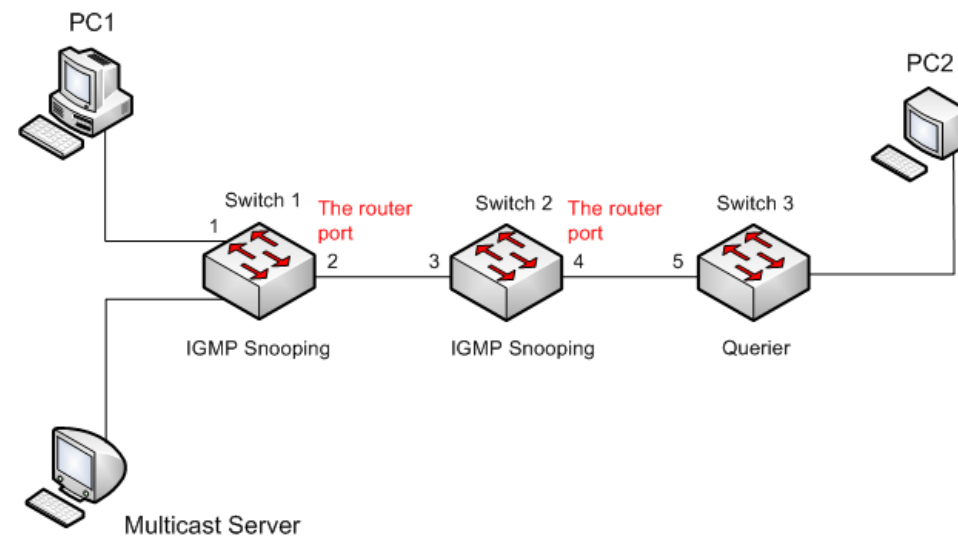 PC1
PC2
Switch 1
The router
port
Switch 2
The router
port
Switch 3
1
2
3
4
5
IGMP Snooping
IGMP Snooping
Querier
Multicast Server